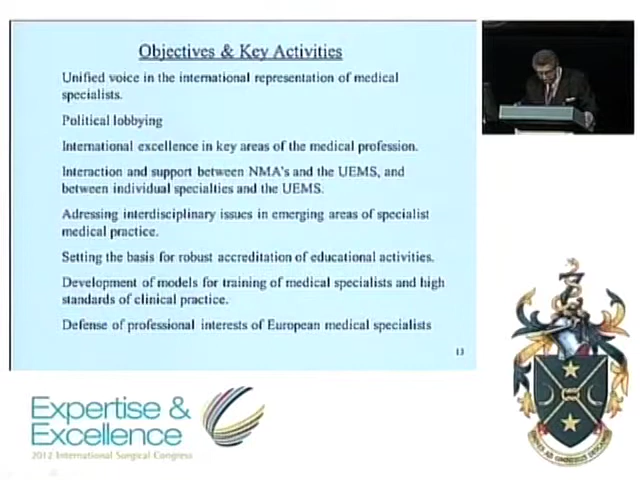 Objectives & Key Activities
Unified voice in the international representation of medical
specialists.
Political lobbying
International excellence in key areas of the medical profession.
Interaction and support between NMA's and the UEMS, and
between individual specialties and the UEMS.
Adressing interdisciplinary issues in emerging areas of specialist
medical practice.
Setting the basis for robust accreditation of educational activities.
Development of models for training of medical specialists and high
standards of clinical practice.
Defense of professional interests of European medical specialists
13
Expertise &
Excellence
2012 International Surgical Congress